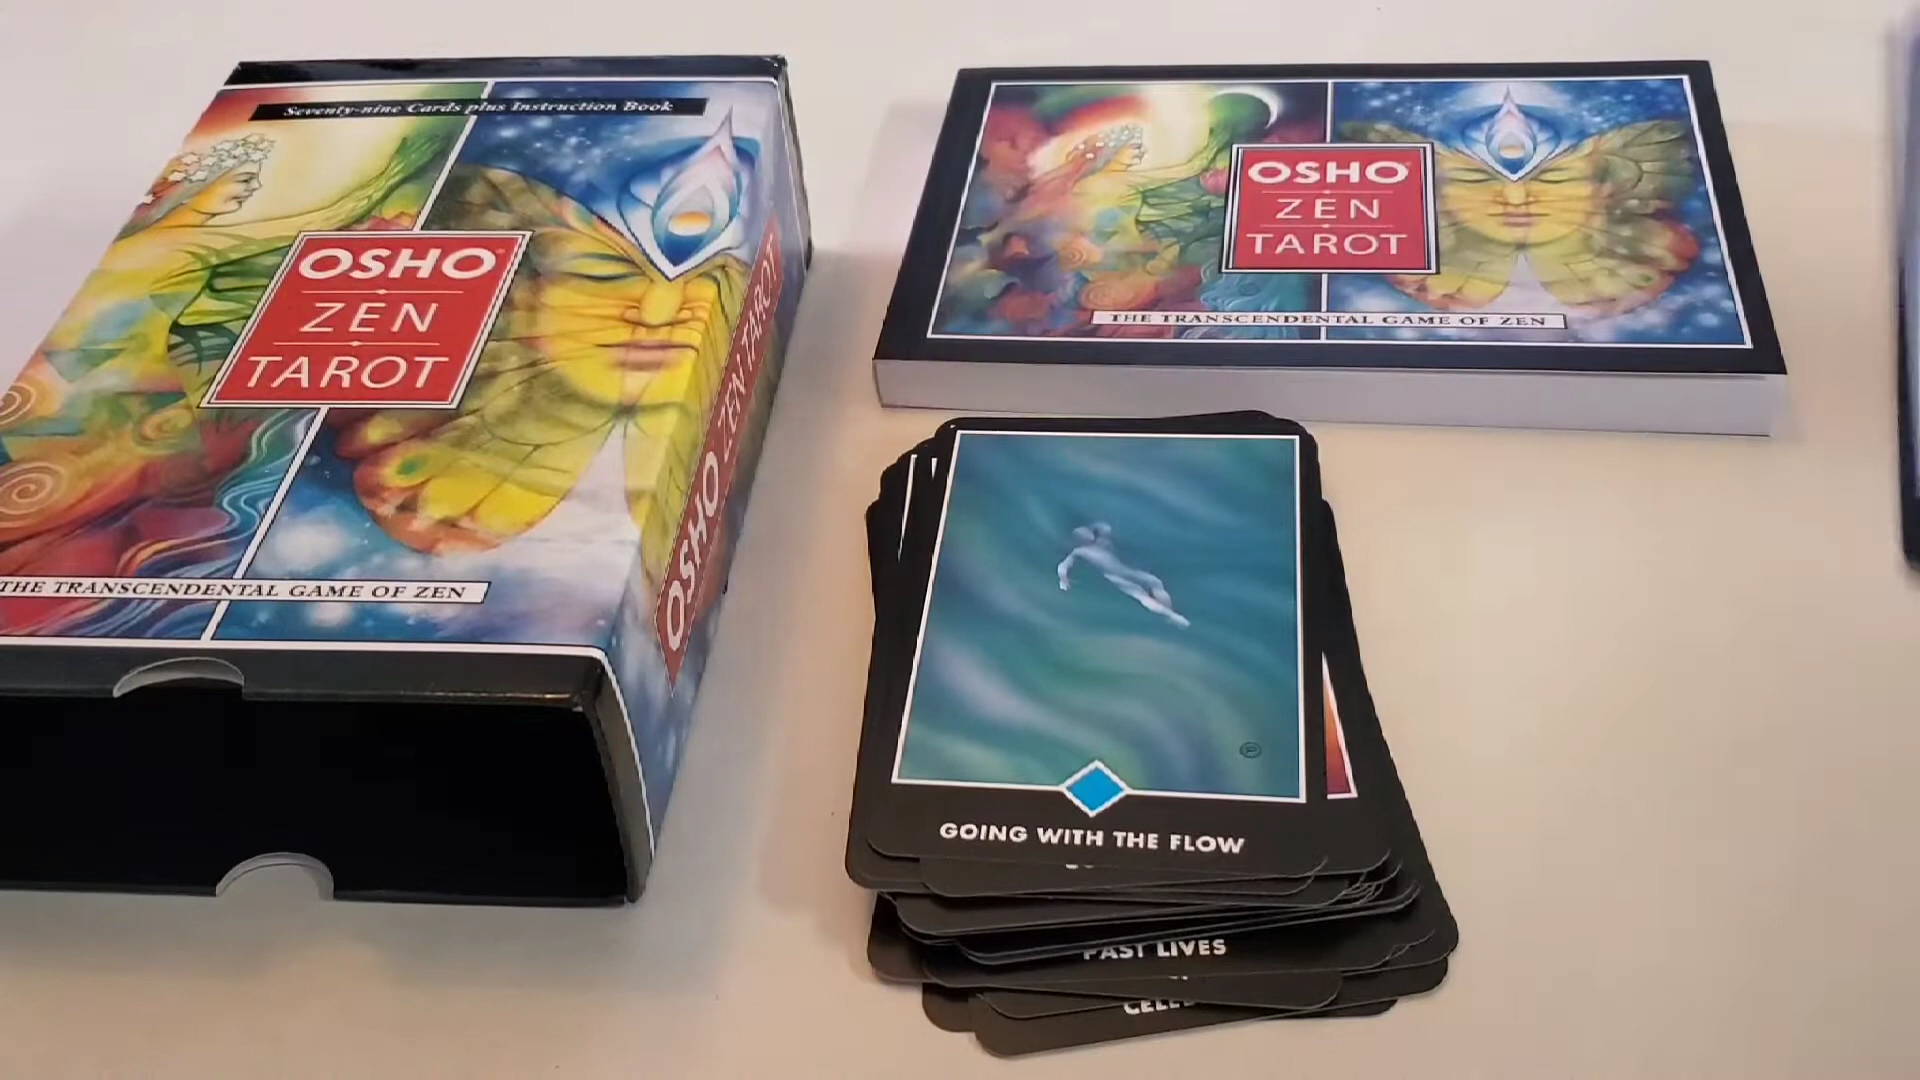 Seventy-nine Cards plus Instruction Book
OSHO
ZEN
TAROT
THE TRANSCENDENTAL GAME OF ZEN
OSHO ZEN TAROT
OSHO
ZEN
TAROT
THE TRANSCENDENTAL GAME OF ZEN
GOING WITH THE FLOW
PAST LIVES